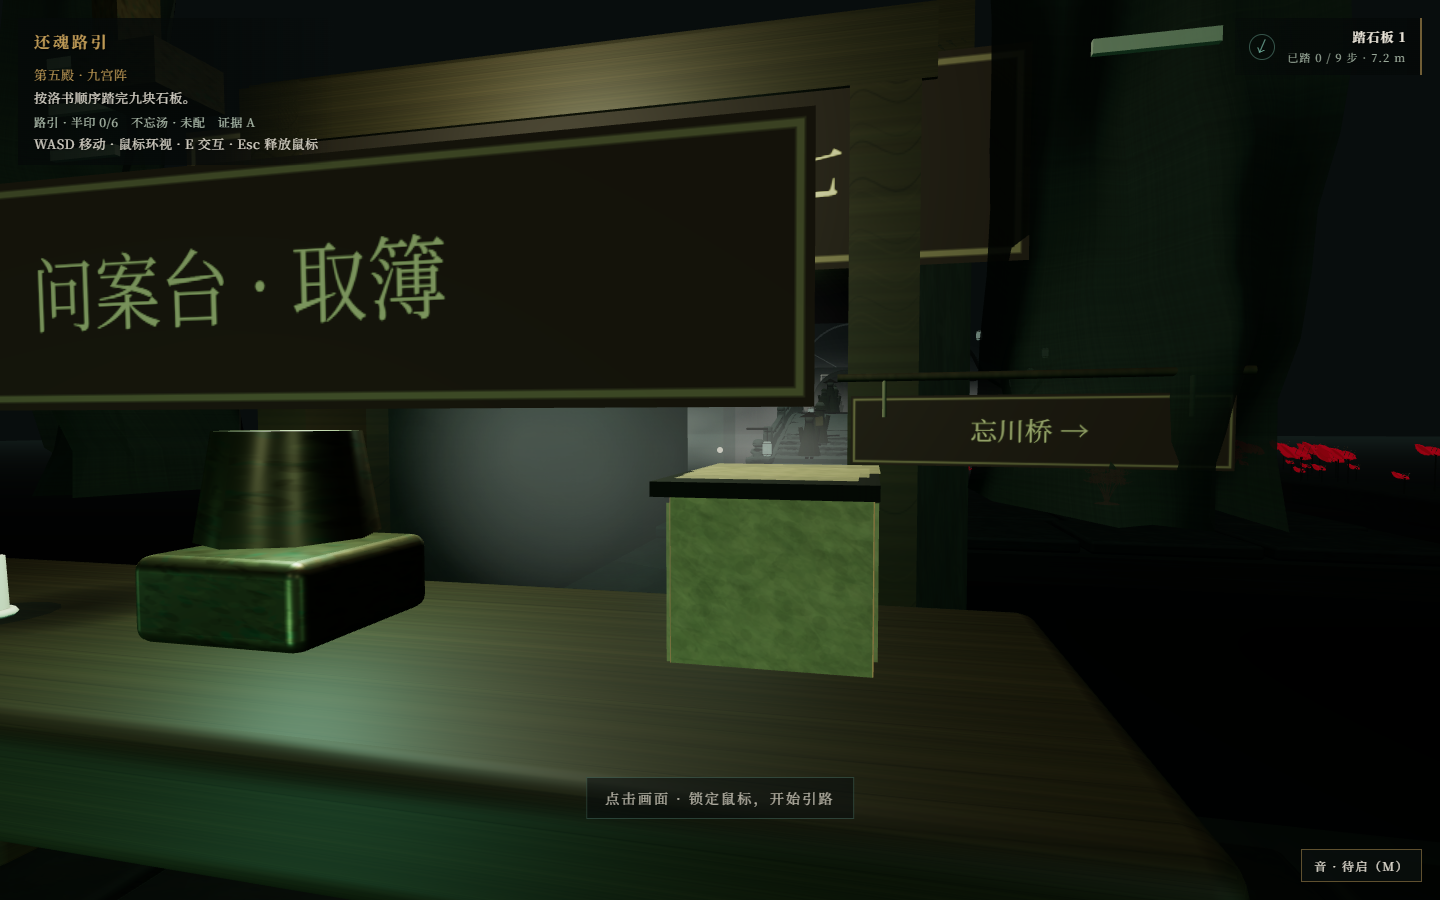 还魂路引
第五殿 · 九宫阵
按洛书顺序踏完九块石板。
路引 · 半印 0/6 不忘汤 · 未配 证据 A
WASD 移动 · 鼠标环视 · E 交互 · Esc 释放鼠标
踏石板 1
已踏 0 / 9 步 · 7.2 m
问案台 · 取簿
忘川桥 →
点击画面 · 锁定鼠标，开始引路
音 · 待启（M）